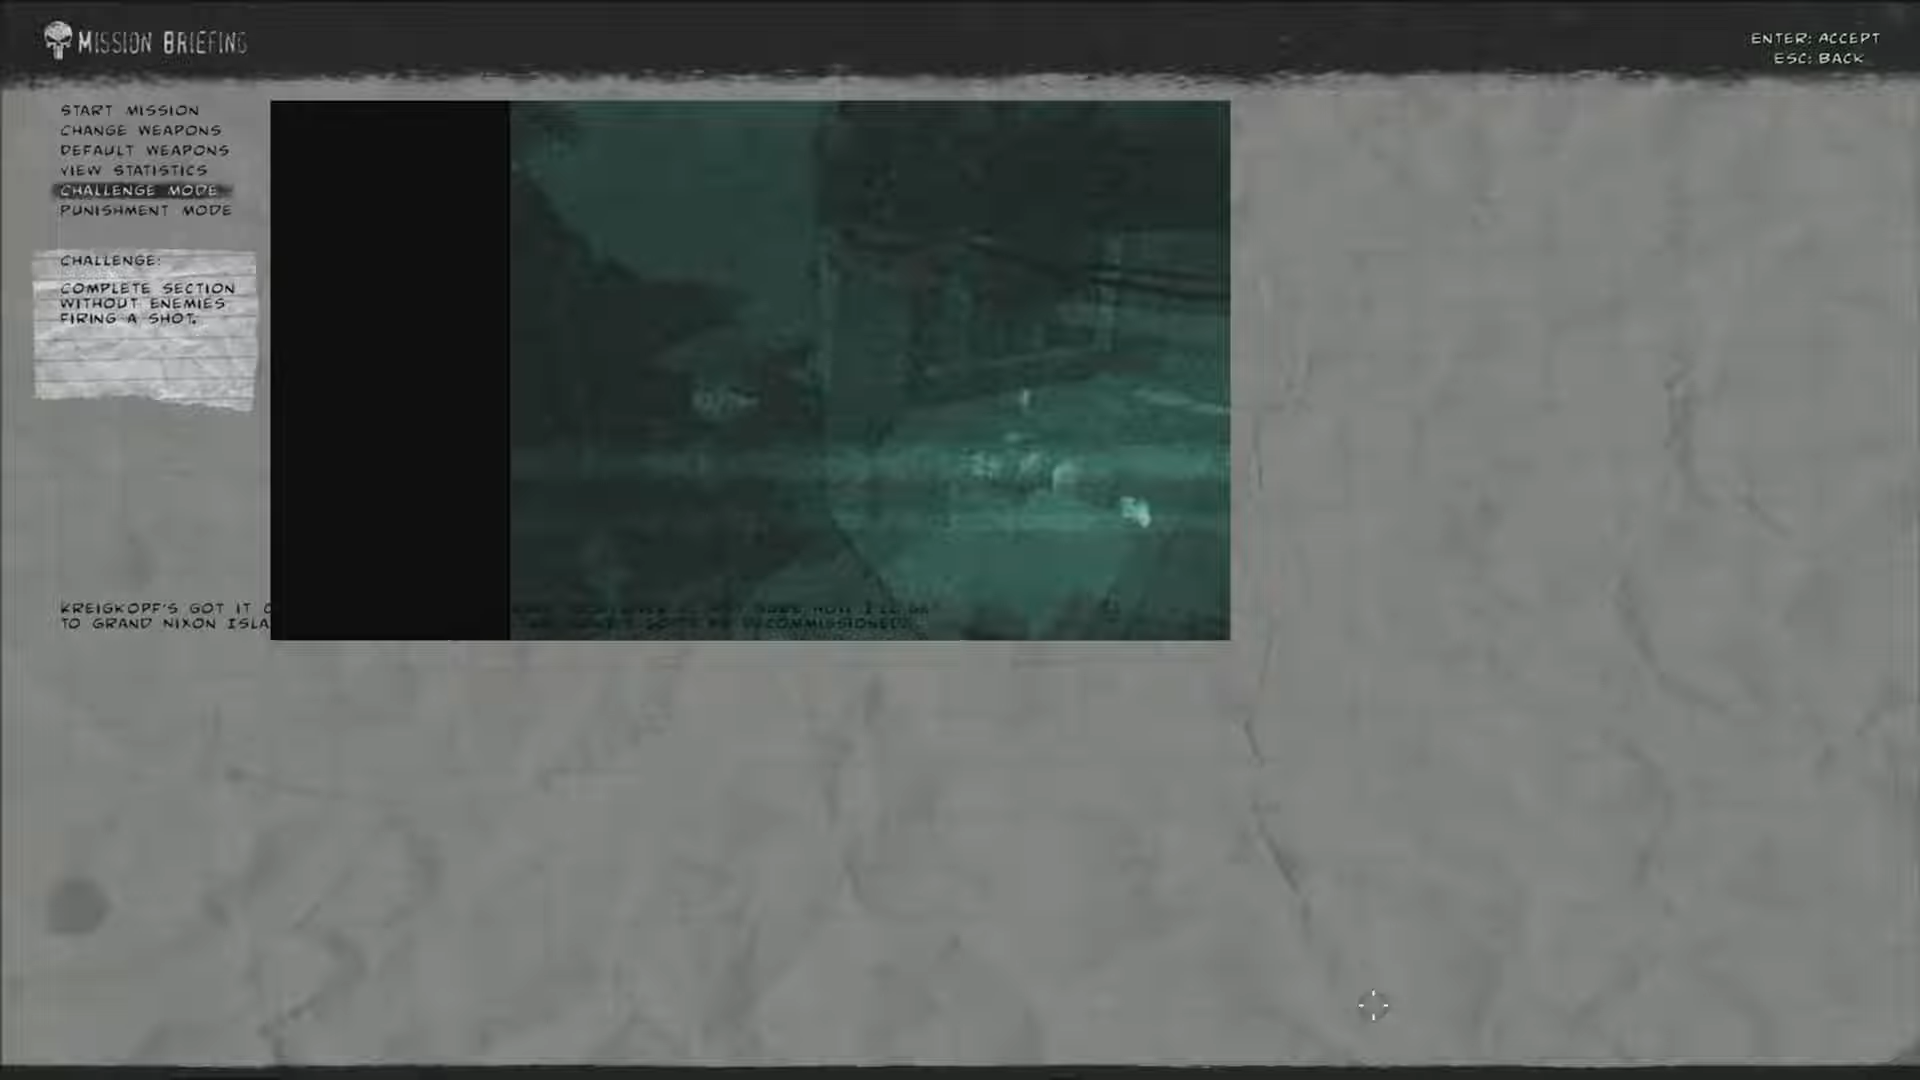 MISSION BRIEFING
ENTER: ACCEPT
ESC: BACK
START MISSION
CHANGE WEAPONS
DEFAULT WEAPONS
VIEW STATISTICS
CHALLENGE MODE
PUNISHMENT MODE
CHALLENGE:
COMPLETE SECTION
WITHOUT ENEMIES
FIRING A SHOT.
KREIGKOPF'S GOT IT
TO GRAND NIXON